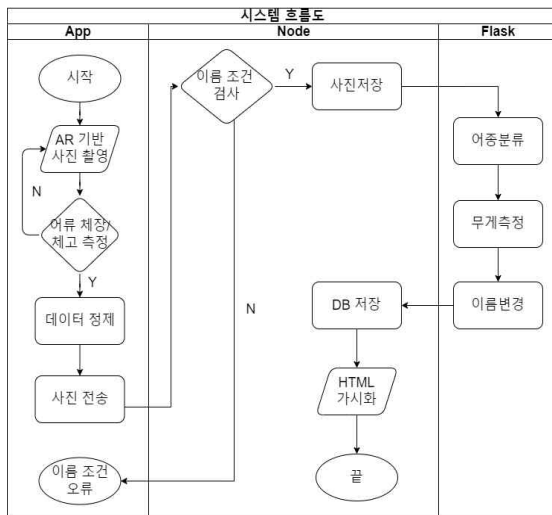 시스템 흐름도
App
Node
Flask
시작
AR 기반
사진 촬영
N
어류 체장/
체고 측정
Y
데이터 정제
사진 전송
이름 조건
오류
이름 조건
검사
Y
N
사진저장
어종분류
무게측정
이름변경
DB 저장
HTML
가시화
끝